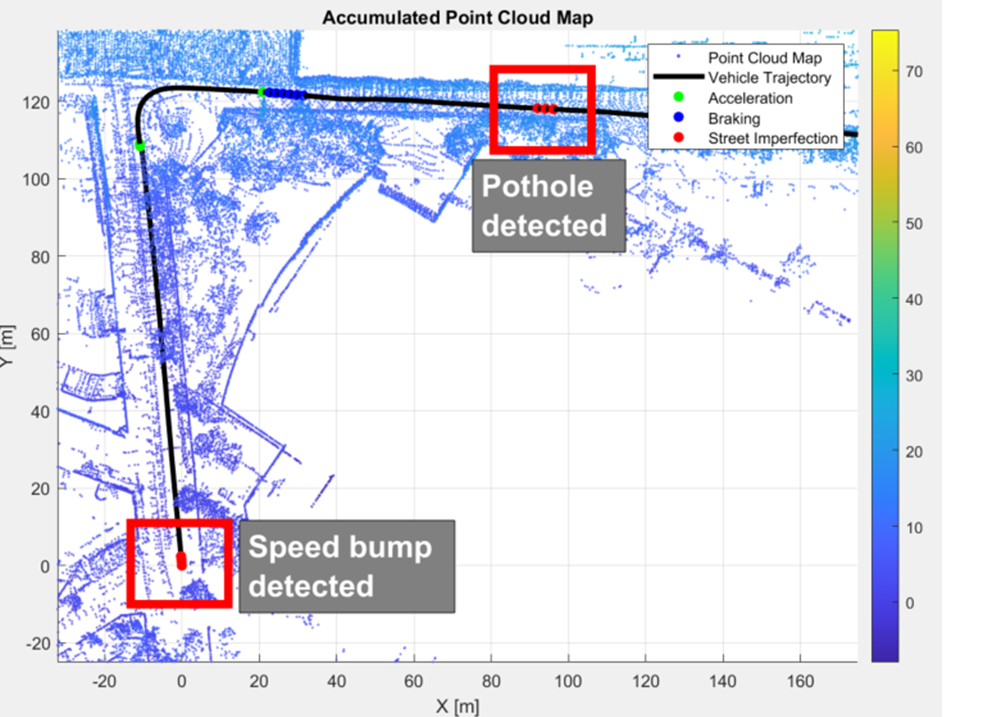 Accumulated Point Cloud Map
Point Cloud Map
Vehicle Trajectory
Acceleration
Braking
Street Imperfection
Pothole
detected
Speed bump
detected
120
100
80
60
40
20
0
-20
Y [m]
-20 0 20 40 60 80 100 120 140 160
X [m]
70
60
50
40
30
20
10
0